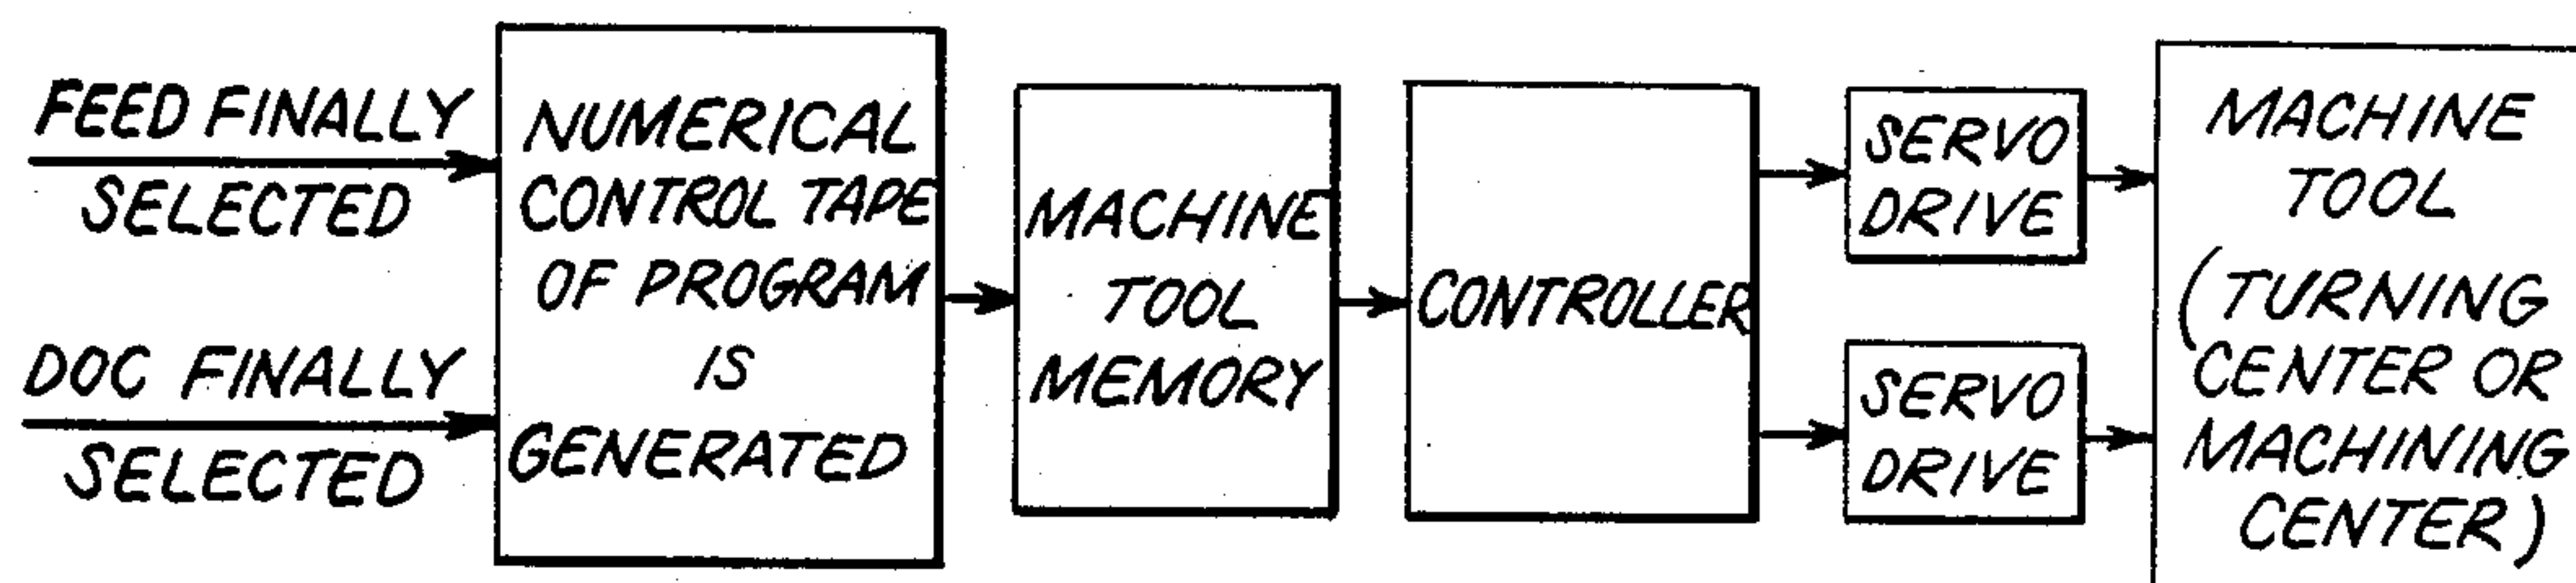 FEED FINALLY
SELECTED
DOC FINALLY
SELECTED
NUMERICAL
CONTROL TAPE
OF PROGRAM
IS
GENERATED
MACHINE
TOOL
MEMORY
CONTROLLER
SERVO
DRIVE
SERVO
DRIVE
MACHINE
TOOL
(TURNING
CENTER OR
MACHINING
CENTER)